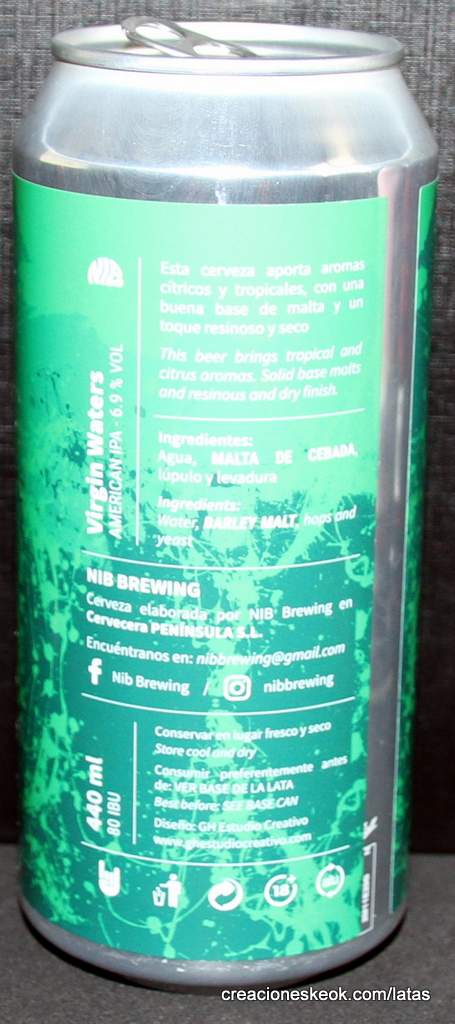 NIB
Virgin Waters
AMERICAN IPA - 6.9 % VOL
Esta cerveza aporta aromas
cítricos y tropicales, con una
buena base de malta y un
toque resinoso y seco
This beer brings tropical and
citrus aromas. Solid base malts
and resinous and dry finish.
Ingredientes:
Agua, MALTA DE CEBADA,
lúpulo y levadura
Ingredients:
Water, BARLEY MALT, hops and
yeast
NIB BREWING
Cerveza elaborada por NIB Brewing en
Cervecera PENÍNSULA S.L.
Encuéntranos en: nibbrewing@gmail.com
Nib Brewing / nibbrewing
440 ml
80 IBU
Conservar en lugar fresco y seco
Store cool and dry
Consumir preferentemente antes
de: VER BASE DE LA LATA
Best before: SEE BASE CAN
Diseño: GH Estudio Creativo
www.ghestudiocreativo.com
18
creacioneskeok.com/latas